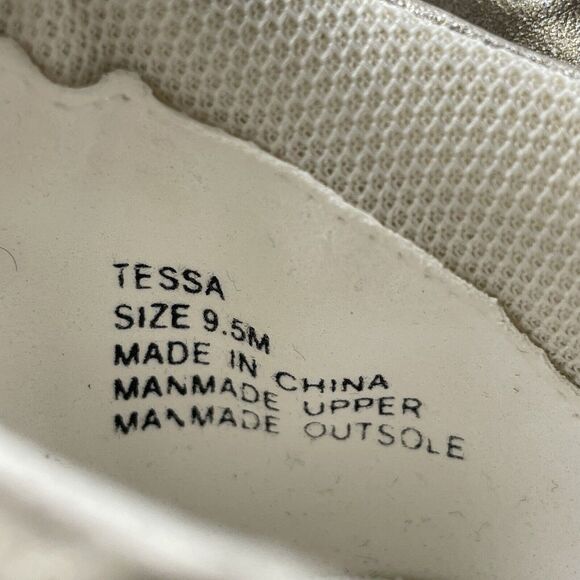 TESSA
SIZE 9.5M
MADE IN CHINA
MANMADE UPPER
MANMADE OUTSOLE